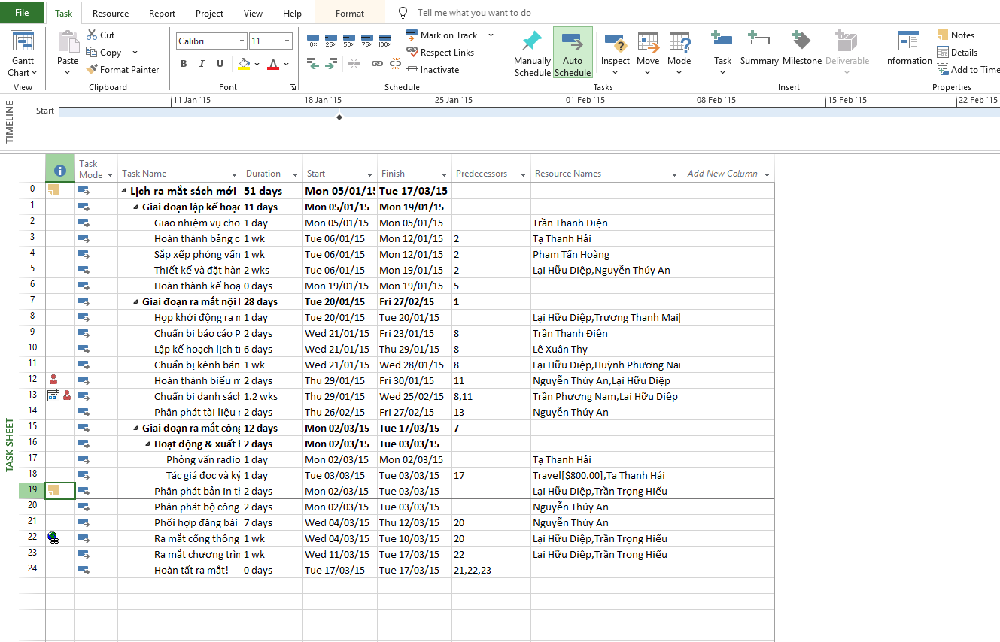 File Task Resource Report Project View Help Format Tell me what you want to do
Gantt Chart
View
Paste
Cut
Copy
Format Painter
Clipboard
Calibri 11
B I U A
Font
0% 25% 50% 75% 100%
Mark on Track
Respect Links
Inactivate
Schedule
Manually Schedule
Auto Schedule
Inspect
Move
Mode
Tasks
Task
Summary
Milestone
Deliverable
Insert
Information
Notes
Details
Add to Time
Properties
TIMELINE
11 Jan '15 18 Jan '15 25 Jan '15 01 Feb '15 08 Feb '15 15 Feb '15 22 Feb '15
Start
TASK SHEET
Task Mode Task Name Duration Start Finish Predecessors Resource Names Add New Column
0 Lịch ra mắt sách mới 51 days Mon 05/01/15 Tue 17/03/15
1 Giai đoạn lập kế hoạc 11 days Mon 05/01/15 Mon 19/01/15
2 Giao nhiệm vụ cho 1 day Mon 05/01/15 Mon 05/01/15 Trần Thanh Điện
3 Hoàn thành bảng c 1 wk Tue 06/01/15 Mon 12/01/15 2 Tạ Thanh Hải
4 Sắp xếp phỏng vấn 1 wk Tue 06/01/15 Mon 12/01/15 2 Phạm Tấn Hoàng
5 Thiết kế và đặt hàn 2 wks Tue 06/01/15 Mon 19/01/15 2 Lại Hữu Diệp,Nguyễn Thúy An
6 Hoàn thành kế hoạ 0 days Mon 19/01/15 Mon 19/01/15 5
7 Giai đoạn ra mắt nội 28 days Tue 20/01/15 Fri 27/02/15 1
8 Họp khởi động ra 1 day Tue 20/01/15 Tue 20/01/15 Lại Hữu Diệp,Trương Thanh Mai
9 Chuẩn bị báo cáo P 2 days Wed 21/01/15 Fri 23/01/15 8 Trần Thanh Điện
10 Lập kế hoạch lịch tr 6 days Wed 21/01/15 Thu 29/01/15 8 Lê Xuân Thy
11 Chuẩn bị kênh bán 1 wk Wed 21/01/15 Wed 28/01/15 8 Lại Hữu Diệp,Huỳnh Phương Na
12 Hoàn thành biểu m 2 days Thu 29/01/15 Fri 30/01/15 11 Nguyễn Thúy An,Lại Hữu Diệp
13 Chuẩn bị danh sách 1.2 wks Thu 29/01/15 Wed 25/02/15 8,11 Trần Phương Nam,Lại Hữu Diệp
14 Phân phát tài liệu 2 days Thu 26/02/15 Fri 27/02/15 13 Nguyễn Thúy An
15 Giai đoạn ra mắt công 12 days Mon 02/03/15 Tue 17/03/15 7
16 Hoạt động & xuất 2 days Mon 02/03/15 Tue 03/03/15
17 Phỏng vấn radio 1 day Mon 02/03/15 Mon 02/03/15 Tạ Thanh Hải
18 Tác giả đọc và ký 1 day Tue 03/03/15 Tue 03/03/15 17 Travel[$800.00],Tạ Thanh Hải
19 Phân phát bản in th 2 days Mon 02/03/15 Tue 03/03/15 Lại Hữu Diệp,Trần Trọng Hiếu
20 Phân phát bộ công 2 days Mon 02/03/15 Tue 03/03/15 Nguyễn Thúy An
21 Phối hợp đăng bài 7 days Wed 04/03/15 Thu 12/03/15 20 Nguyễn Thúy An
22 Ra mắt cổng thông 1 wk Wed 04/03/15 Tue 10/03/15 20 Lại Hữu Diệp,Trần Trọng Hiếu
23 Ra mắt chương trìn 1 wk Wed 11/03/15 Tue 17/03/15 22 Lại Hữu Diệp,Trần Trọng Hiếu
24 Hoàn tất ra mắt! 0 days Tue 17/03/15 Tue 17/03/15 21,22,23